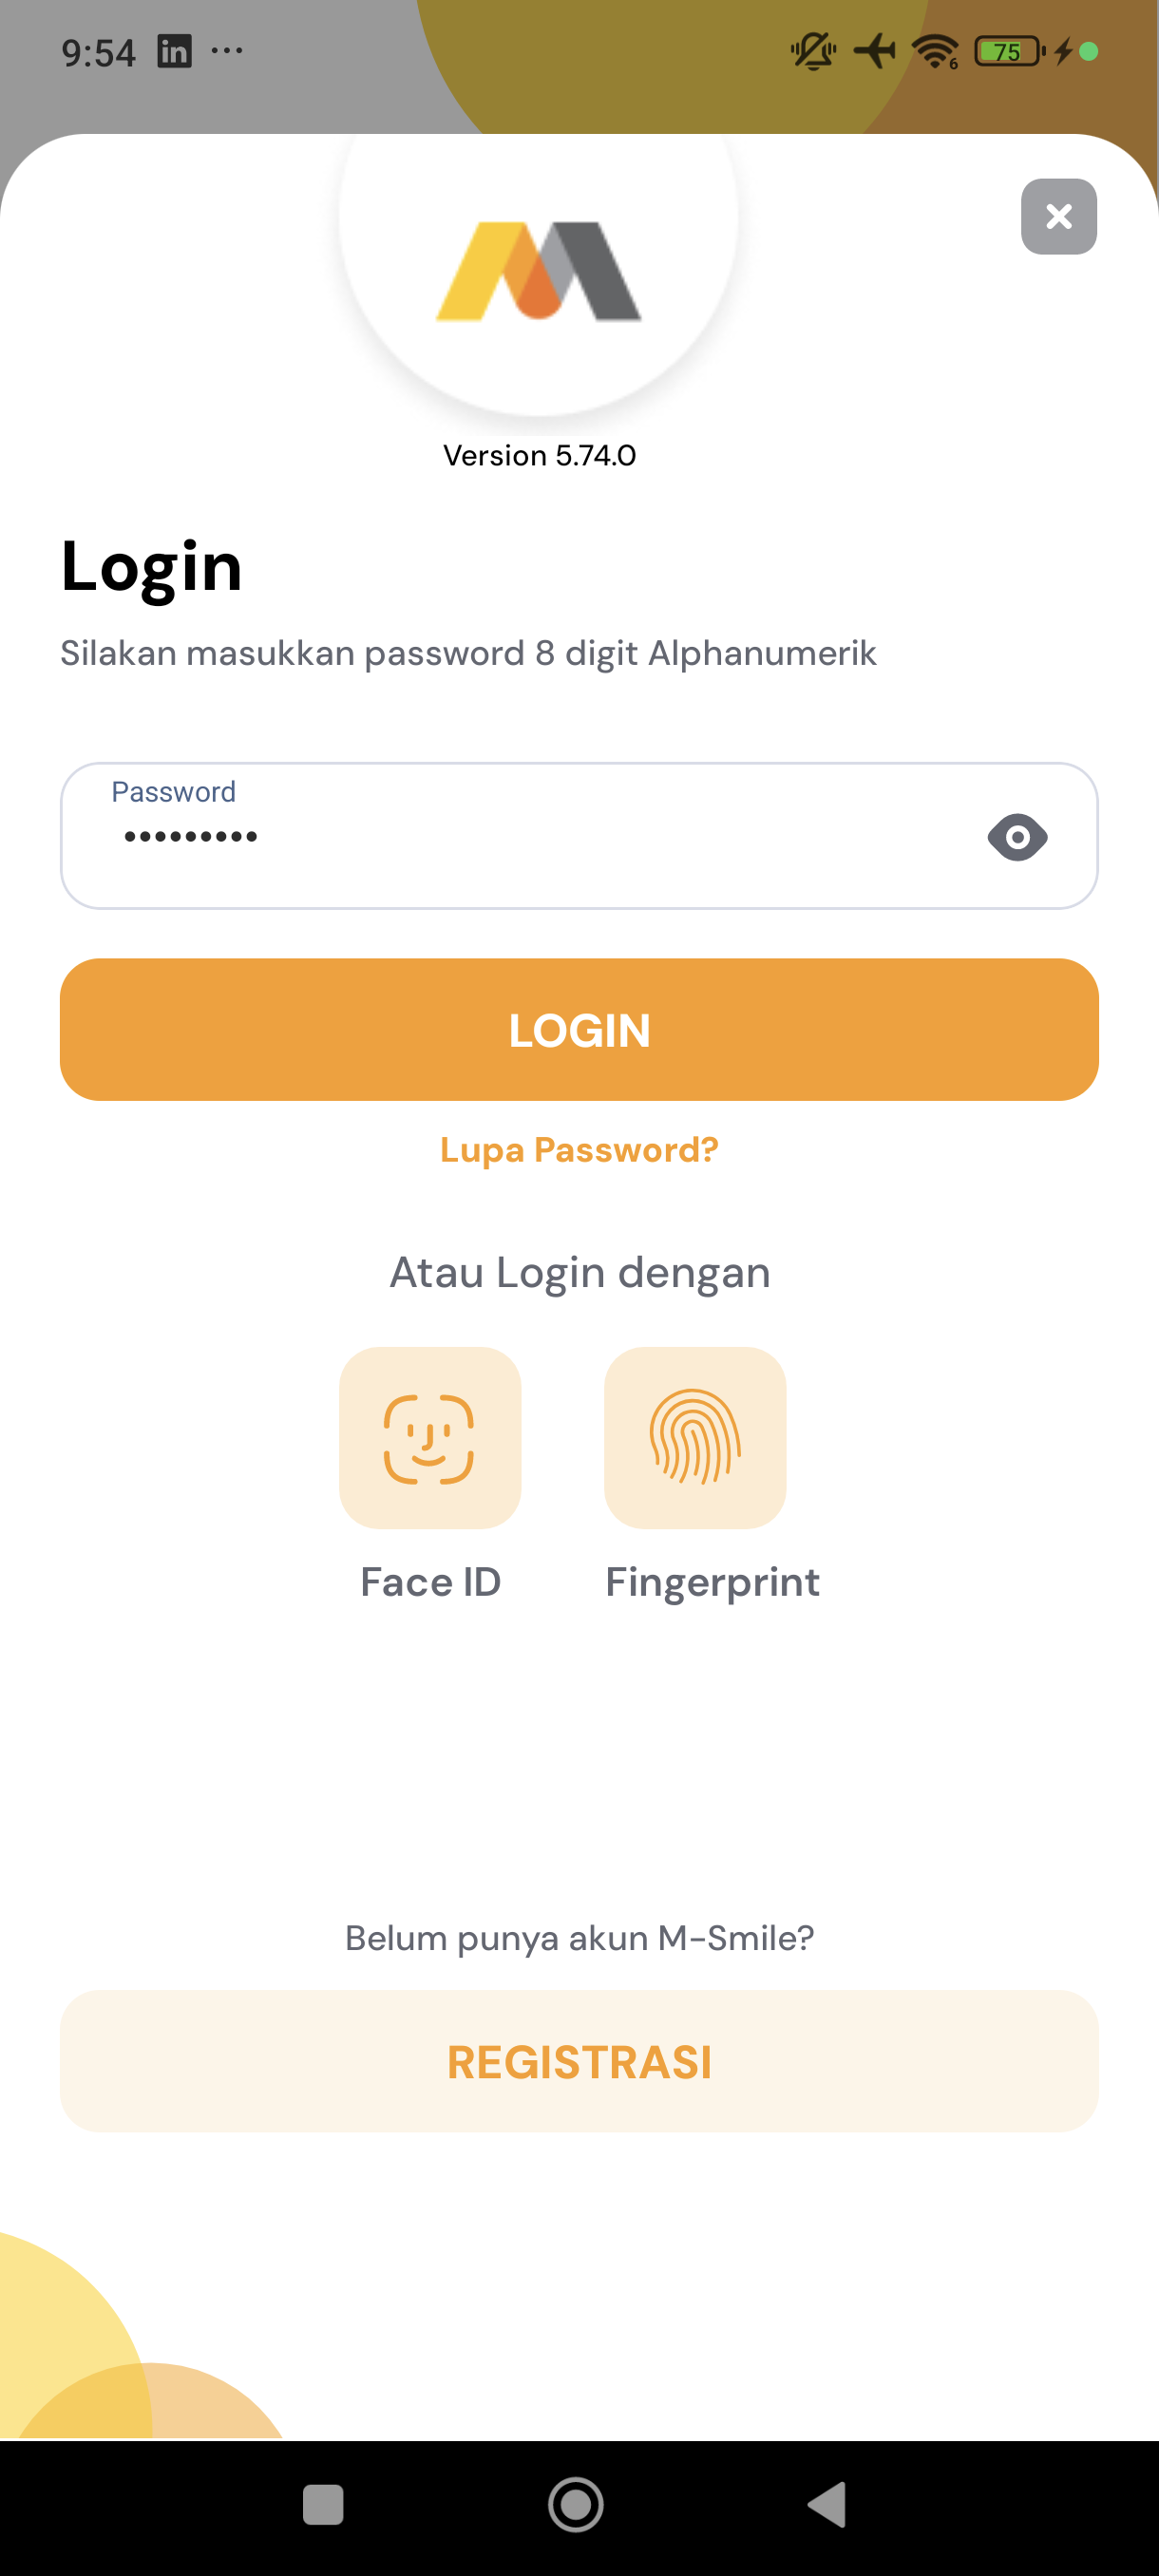 9:54
6
75
Version 5.74.0
Login
Silakan masukkan password 8 digit Alphanumerik
Password
•••••••••
LOGIN
Lupa Password?
Atau Login dengan
Face ID
Fingerprint
Belum punya akun M-Smile?
REGISTRASI